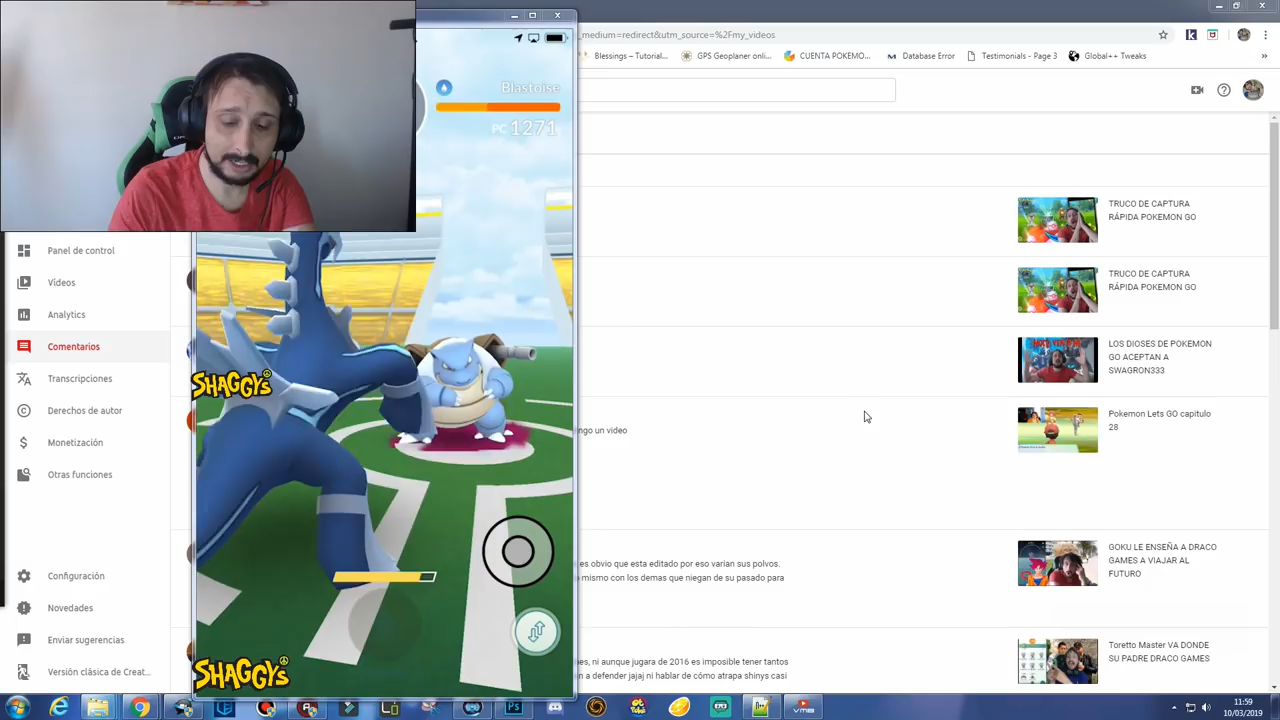 _medium=redirect&utm_source=%2Fmy_videos
Blessings – Tutorial...
GPS Geoplaner onlin...
CUENTA POKEMO...
Database Error
Testimonials - Page 3
Global++ Tweaks
Blastoise
PC 1271
Panel de control
Vídeos
Analytics
Comentarios
Transcripciones
Derechos de autor
Monetización
Otras funciones
Configuración
Novedades
Enviar sugerencias
Versión clásica de Creat...
SHAGGYS
SHAGGYS
TRUCO DE CAPTURA
RÁPIDA POKEMON GO
TRUCO DE CAPTURA
RÁPIDA POKEMON GO
LOS DIOSES DE POKEMON
GO ACEPTAN A
SWAGRON333
Pokemon Lets GO capitulo
28
ngo un video
es obvio que esta editado por eso varian sus polvos.
a mismo con los demas que niegan de su pasado para
GOKU LE ENSEÑA A DRACO
GAMES A VIAJAR AL
FUTURO
es, ni aunque jugara de 2016 es imposible tener tantos
an a defender jajaj ni hablar de cómo atrapa shinys casi
Toretto Master VA DONDE
SU PADRE DRACO GAMES
11:59
10/03/2019